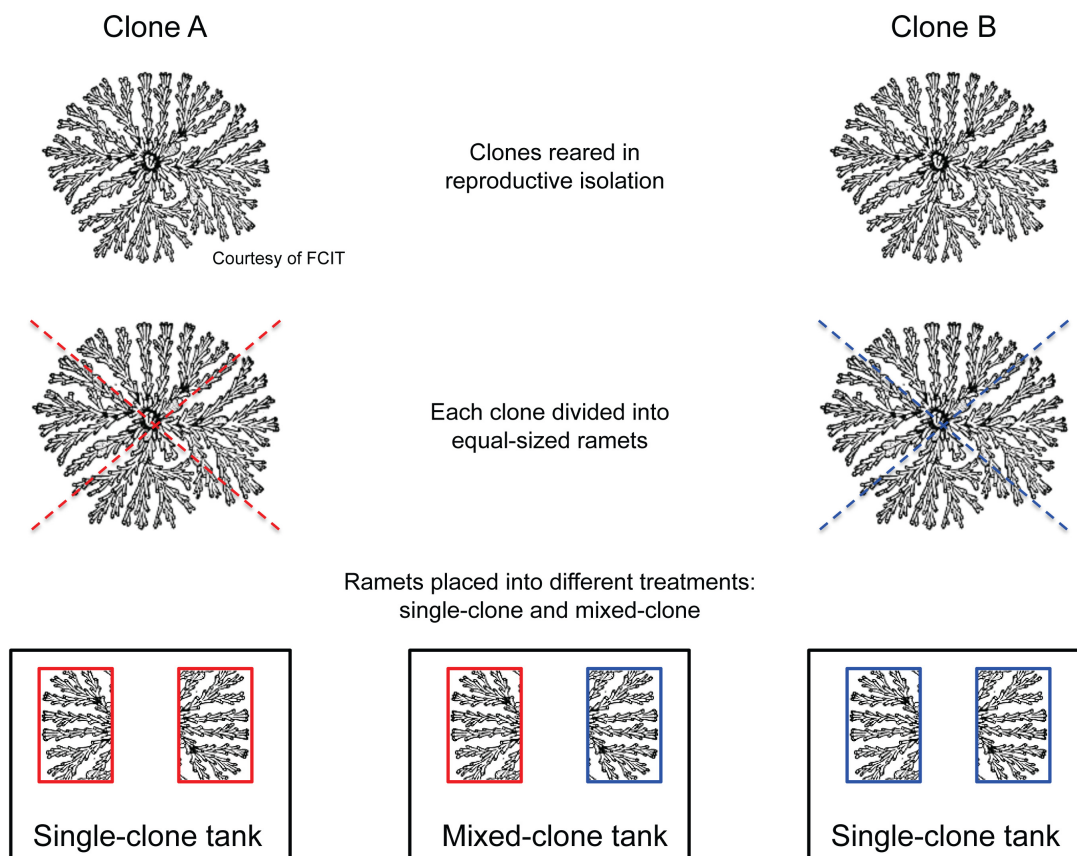 Clone A
Clone B
Clones reared in
reproductive isolation
Courtesy of FCIT
Each clone divided into
equal-sized ramets
Ramets placed into different treatments:
single-clone and mixed-clone
Single-clone tank
Mixed-clone tank
Single-clone tank